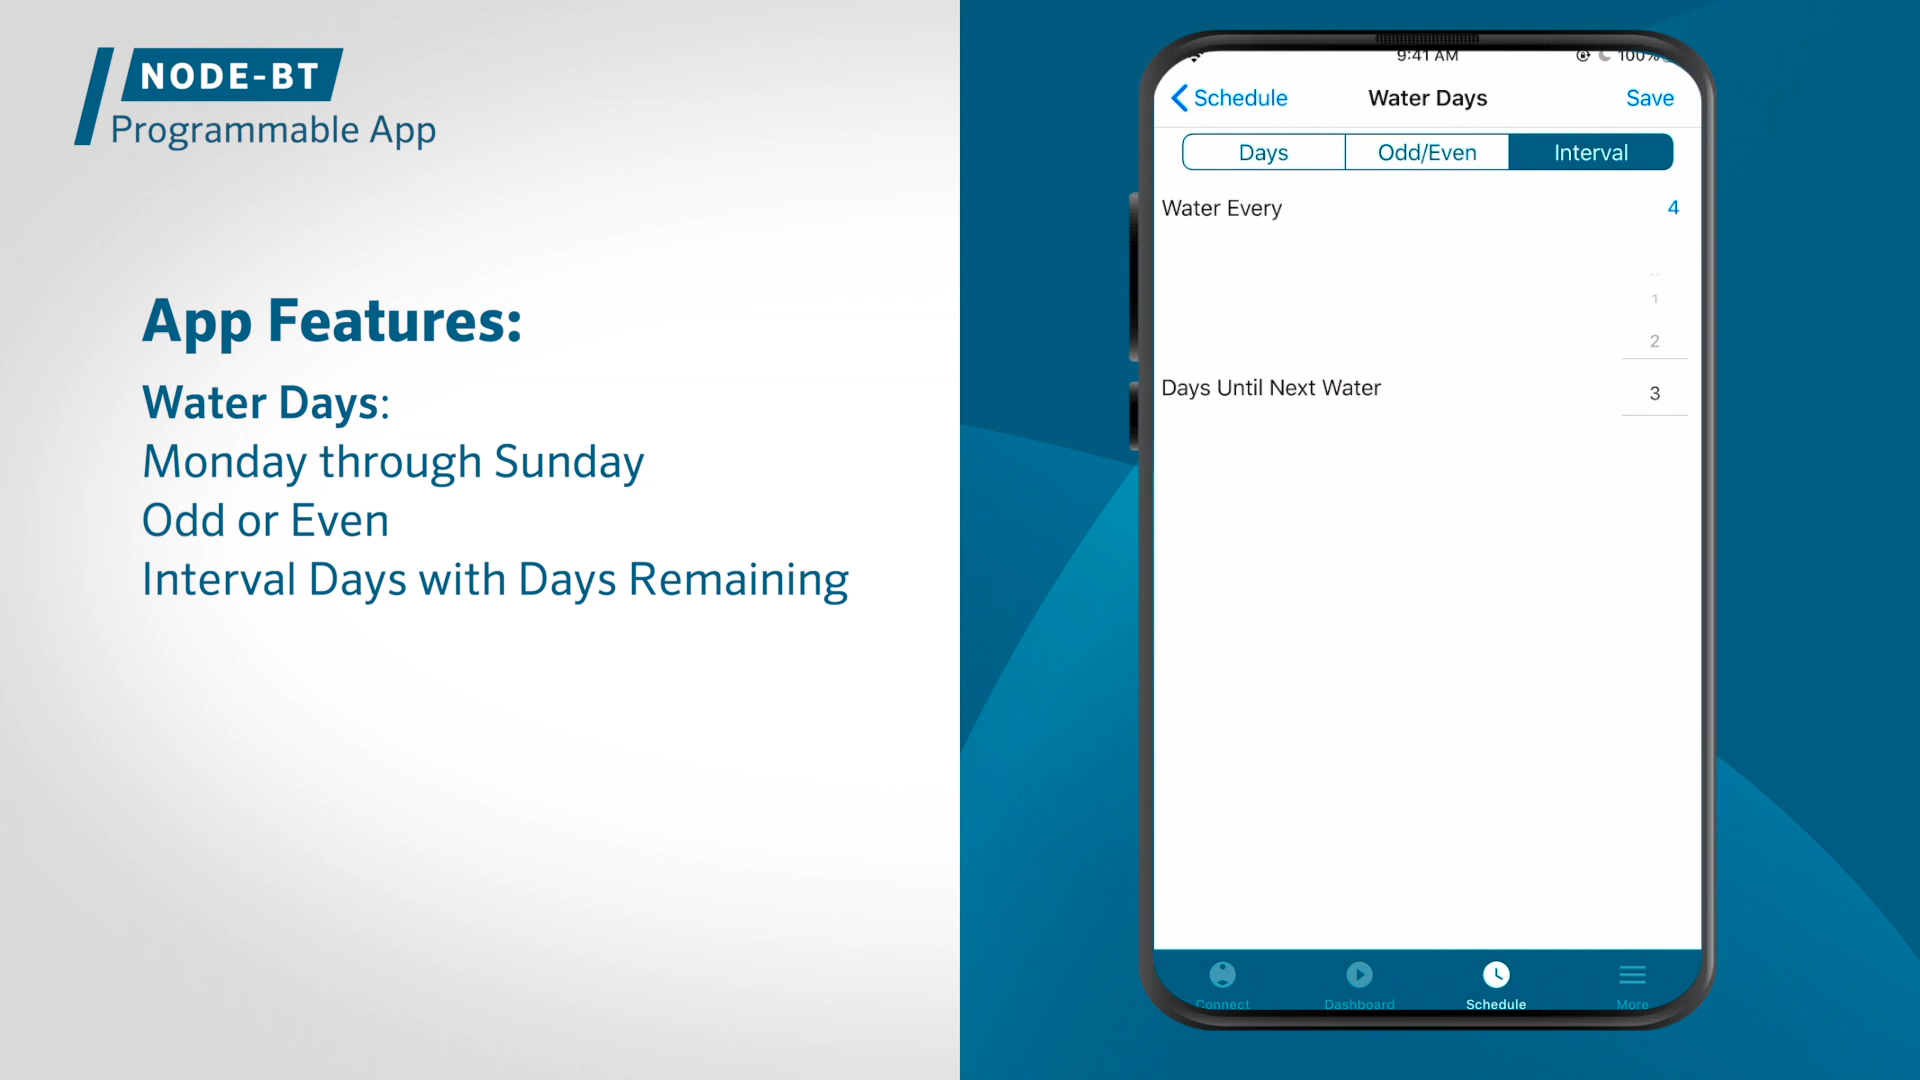 NODE-BT
Programmable App
App Features:
Water Days:
Monday through Sunday
Odd or Even
Interval Days with Days Remaining
9:41 AM
100%
Schedule
Water Days
Save
Days
Odd/Even
Interval
Water Every
4
0
1
2
Days Until Next Water
3
Connect
Dashboard
Schedule
More